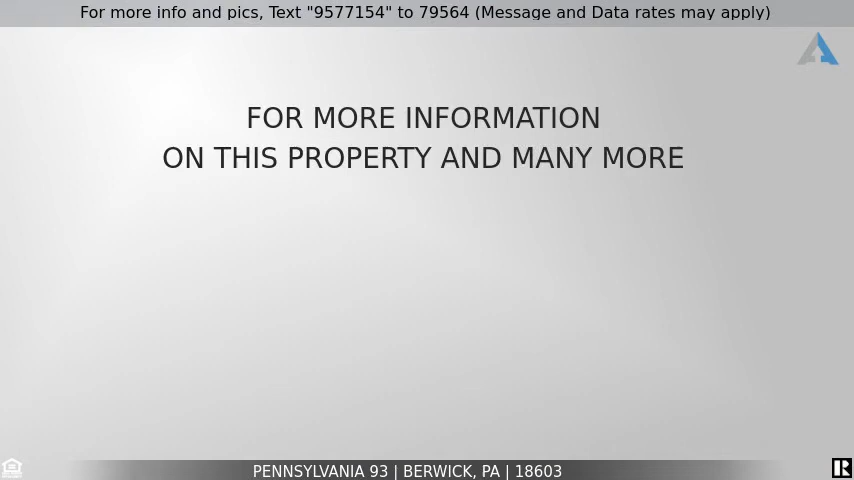 For more info and pics, Text "9577154" to 79564 (Message and Data rates may apply)
FOR MORE INFORMATION
ON THIS PROPERTY AND MANY MORE
PENNSYLVANIA 93 | BERWICK, PA | 18603